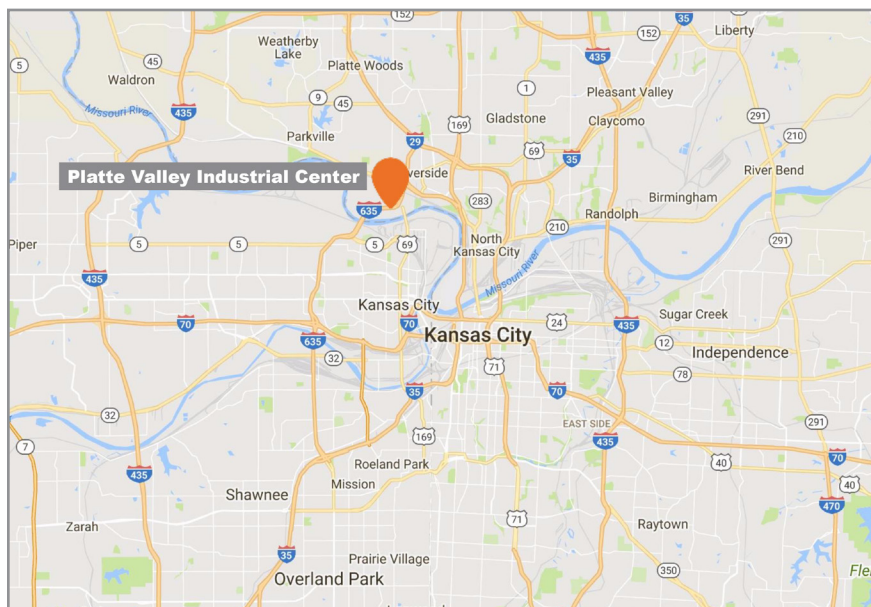 152
35
Liberty
Weatherby
Lake
152
5
45
Platte Woods
435
Waldron
1
Pleasant Valley
9
45
Missouri River
435
169
Gladstone
Claycomo
291
210
Parkville
29
69
35
Platte Valley Industrial Center
verside
River Bend
283
Birmingham
635
Randolph
210
Piper
5
5
5
69
North
Kansas City
291
435
Missouri River
Kansas City
70
70
Kansas City
24
435
Sugar Creek
635
12
32
Independence
71
78
35
70
32
291
EAST SIDE
7
169
435
70
435
Roeland Park
40
40
Mission
Shawnee
470
71
Zarah
Raytown
35
Prairie Village
350
Overland Park
Fle